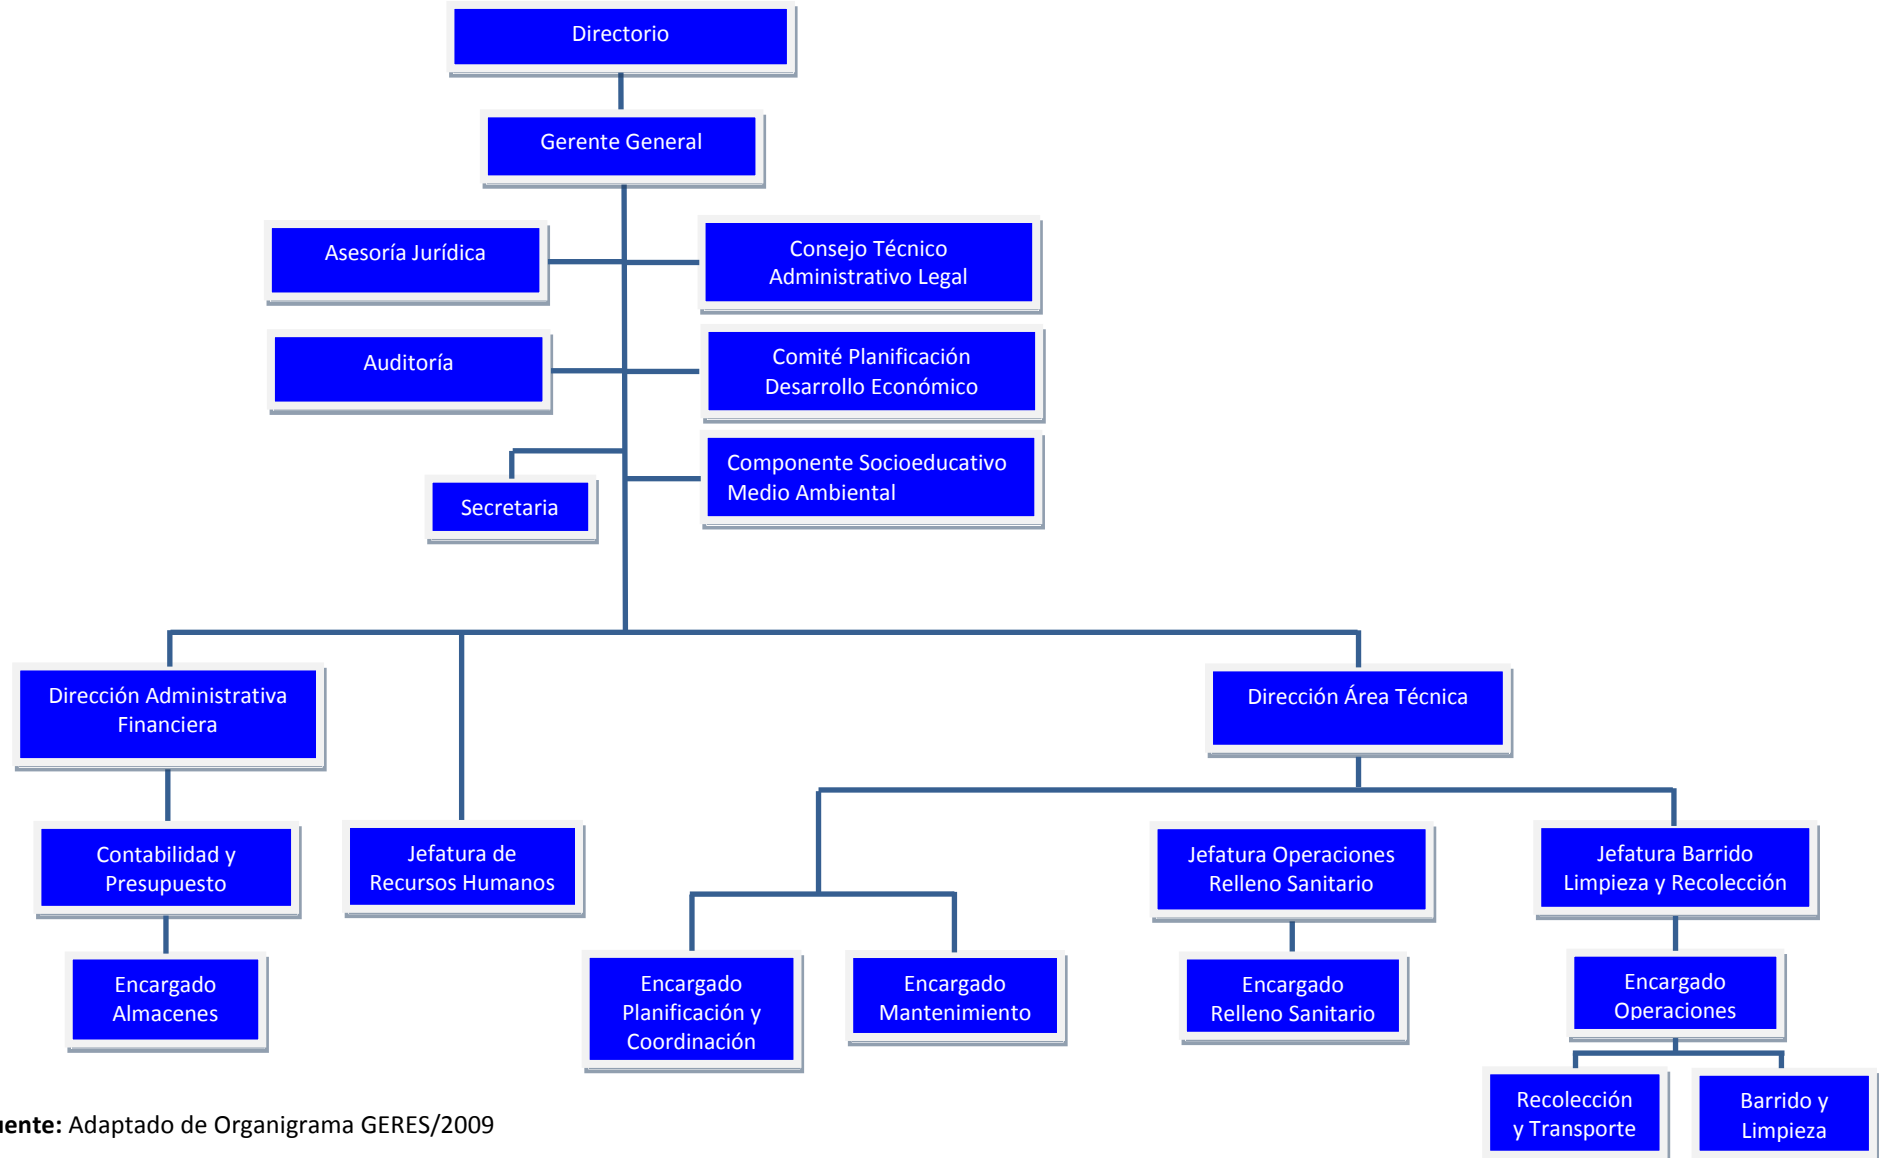 Directorio
Gerente General
Asesoría Jurídica
Consejo Técnico
Administrativo Legal
Auditoría
Comité Planificación
Desarrollo Económico
Componente Socioeducativo
Medio Ambiental
Secretaria
Dirección Administrativa
Financiera
Dirección Área Técnica
Contabilidad y
Presupuesto
Jefatura de
Recursos Humanos
Jefatura Operaciones
Relleno Sanitario
Jefatura Barrido
Limpieza y Recolección
Encargado
Almacenes
Encargado
Planificación y
Coordinación
Encargado
Mantenimiento
Encargado
Relleno Sanitario
Encargado
Operaciones
Recolección
y Transporte
Barrido y
Limpieza
uente: Adaptado de Organigrama GERES/2009